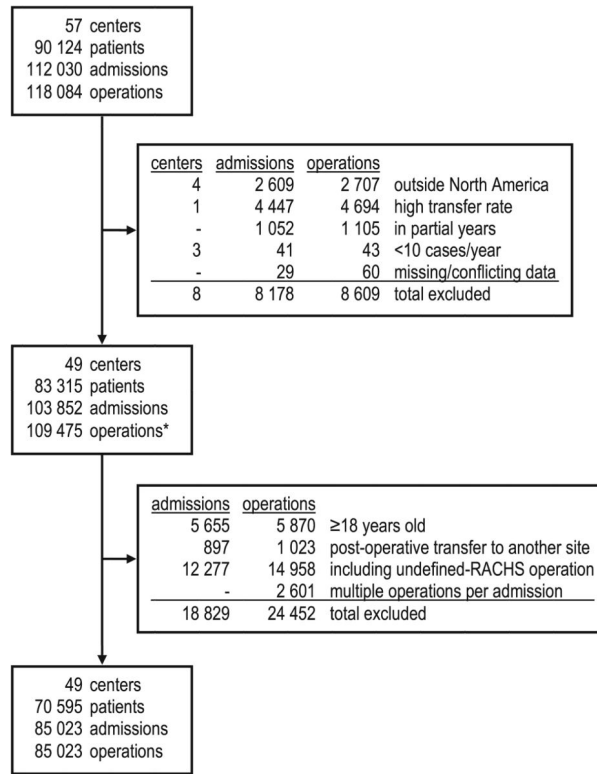 57 centers
90 124 patients
112 030 admissions
118 084 operations
centers admissions operations
4 2 609 2 707 outside North America
1 4 447 4 694 high transfer rate
- 1 052 1 105 in partial years
3 41 43 <10 cases/year
- 29 60 missing/conflicting data
8 8 178 8 609 total excluded
49 centers
83 315 patients
103 852 admissions
109 475 operations*
admissions operations
5 655 5 870 ≥18 years old
897 1 023 post-operative transfer to another site
12 277 14 958 including undefined-RACHS operation
- 2 601 multiple operations per admission
18 829 24 452 total excluded
49 centers
70 595 patients
85 023 admissions
85 023 operations